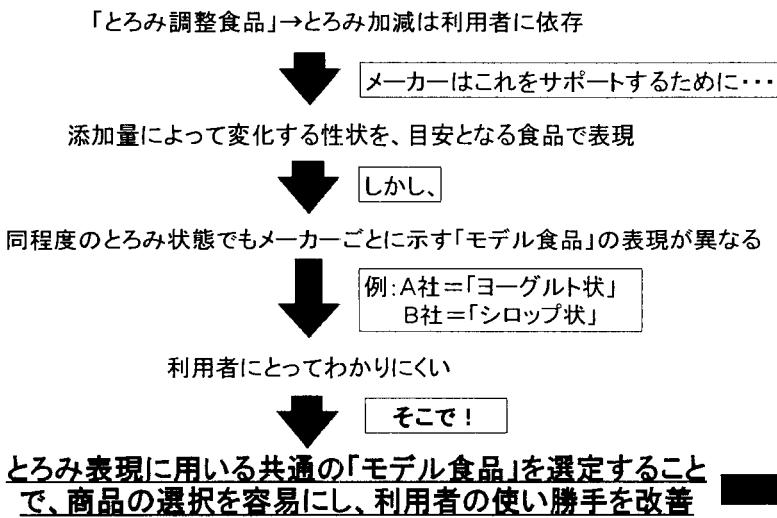 「とろみ調整食品」→とろみ加減は利用者に依存
メーカーはこれをサポートするために・・・
添加量によって変化する性状を、目安となる食品で表現
しかし、
同程度のとろみ状態でもメーカーごとに示す「モデル食品」の表現が異なる
例:A社=「ヨーグルト状」
B社=「シロップ状」
利用者にとってわかりにくい
そこで!
とろみ表現に用いる共通の「モデル食品」を選定すること
で、商品の選択を容易にし、利用者の使い勝手を改善